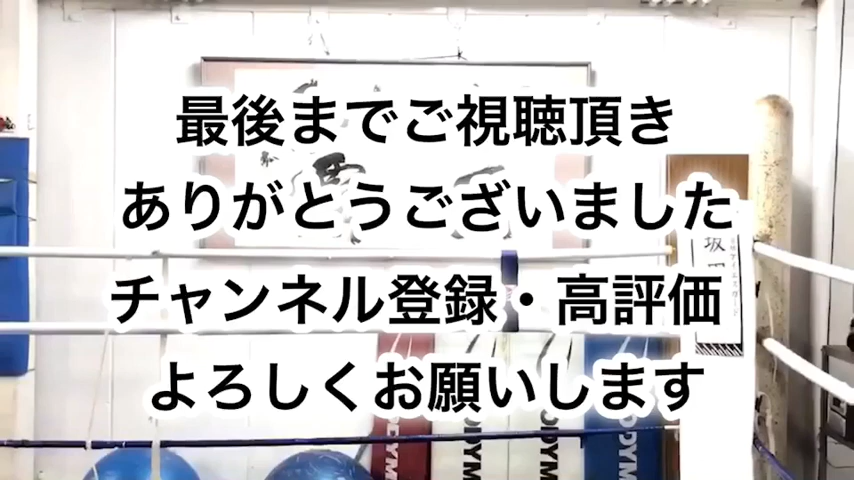 最後までご視聴頂き
ありがとうございました
チャンネル登録・高評価
よろしくお願いします